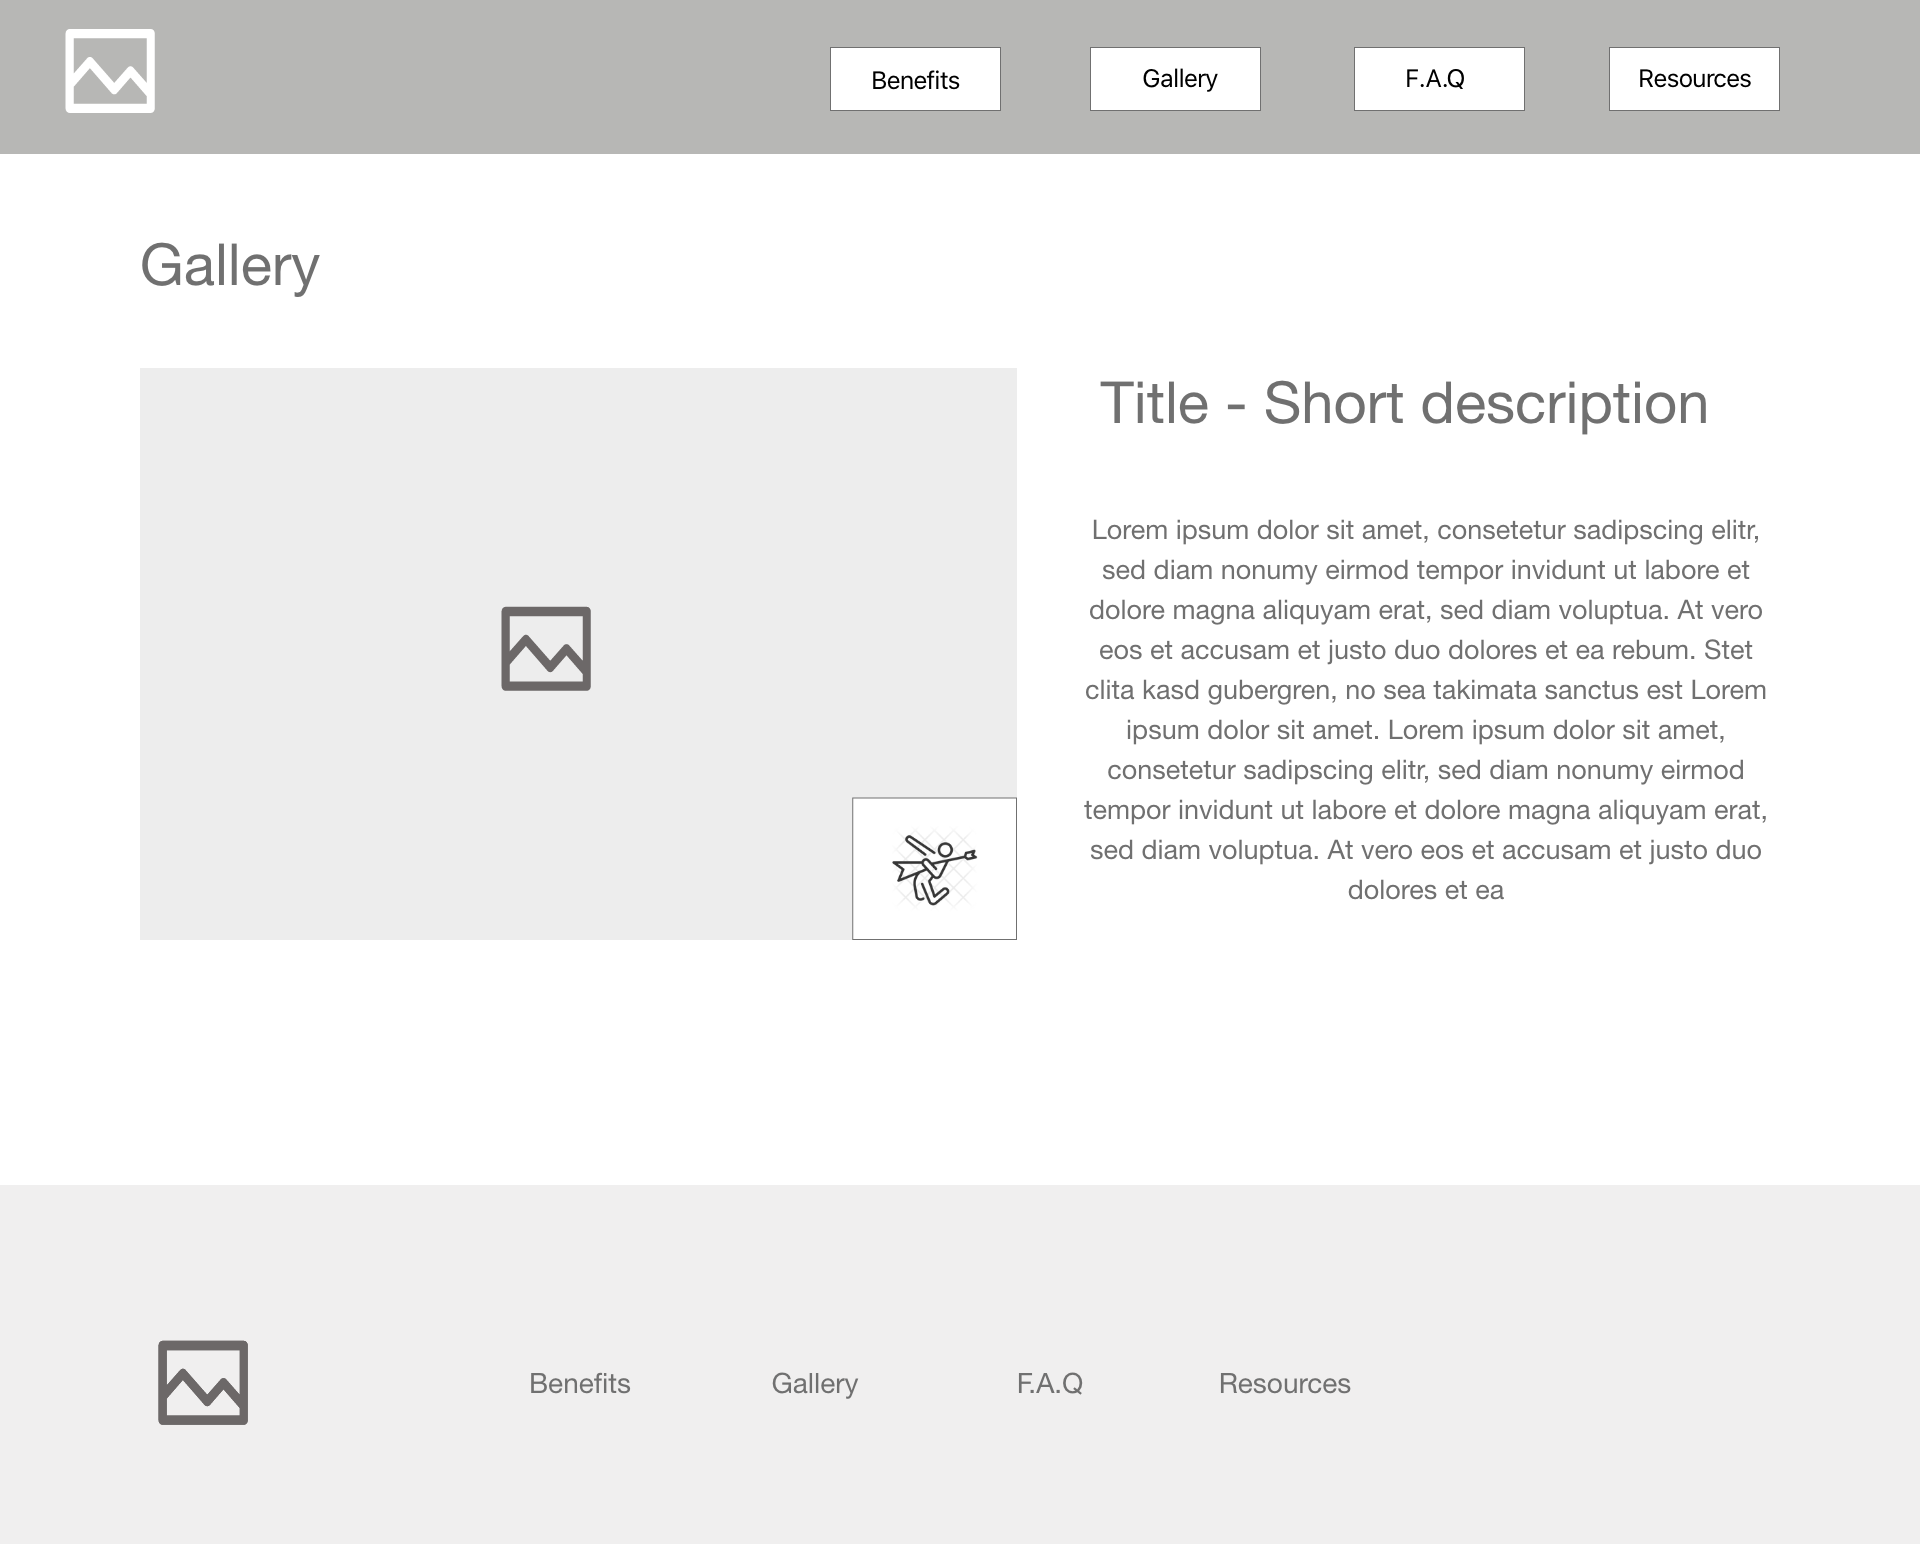 Benefits
Gallery
F.A.Q
Resources
Gallery
Title - Short description
Lorem ipsum dolor sit amet, consetetur sadipscing elitr,
sed diam nonumy eirmod tempor invidunt ut labore et
dolore magna aliquyam erat, sed diam voluptua. At vero
eos et accusam et justo duo dolores et ea rebum. Stet
clita kasd gubergren, no sea takimata sanctus est Lorem
ipsum dolor sit amet. Lorem ipsum dolor sit amet,
consetetur sadipscing elitr, sed diam nonumy eirmod
tempor invidunt ut labore et dolore magna aliquyam erat,
sed diam voluptua. At vero eos et accusam et justo duo
dolores et ea
Benefits
Gallery
F.A.Q
Resources